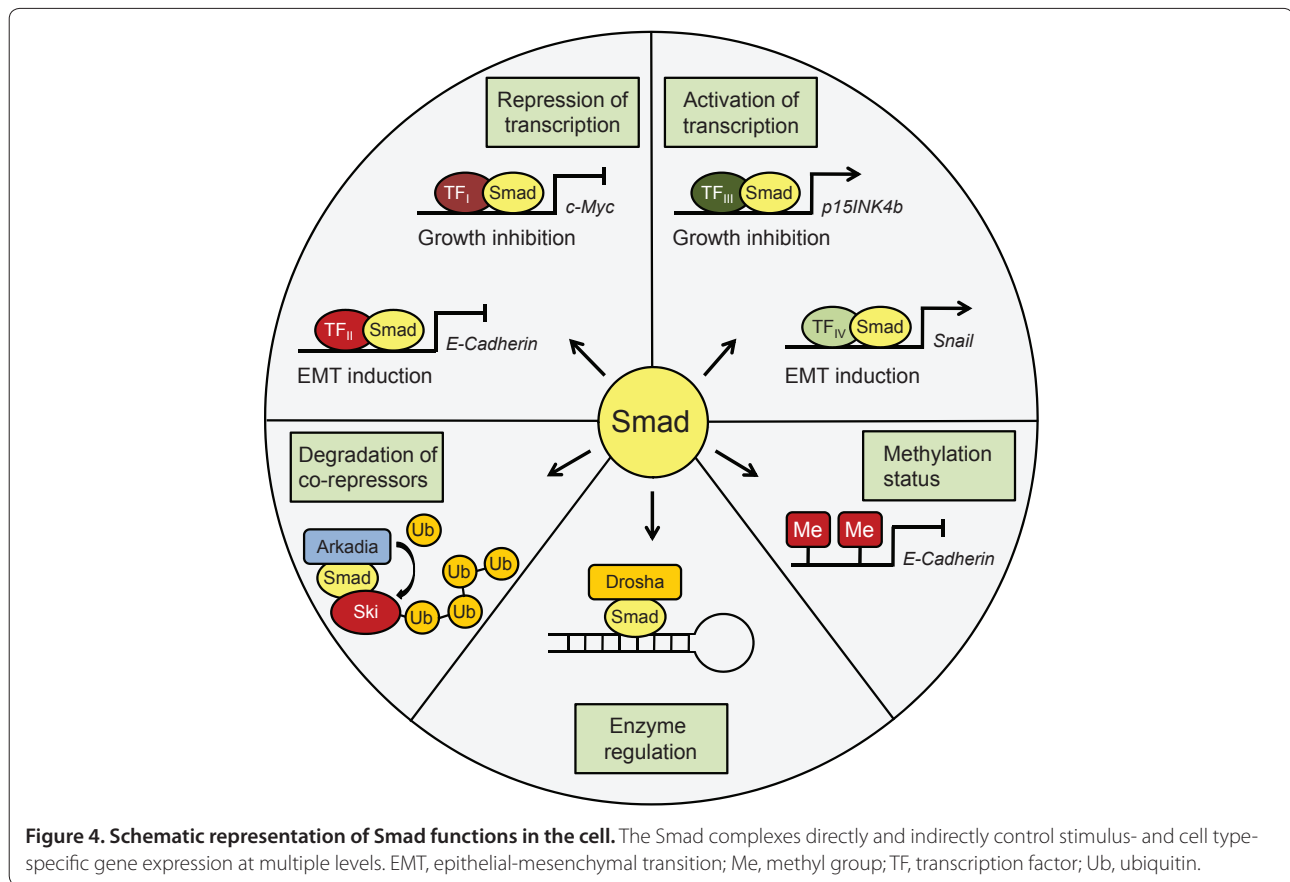 Repression of
transcription
TFI Smad
c-Myc
Growth inhibition
TFII Smad
E-Cadherin
EMT induction
Activation of
transcription
TFIII Smad
p15INK4b
Growth inhibition
TFIV Smad
Snail
EMT induction
Smad
Degradation of
co-repressors
Ub
Arkadia
Smad
Ski
Ub Ub Ub Ub
Drosha
Smad
Enzyme
regulation
Methylation
status
Me Me
E-Cadherin
Figure 4. Schematic representation of Smad functions in the cell. The Smad complexes directly and indirectly control stimulus- and cell type-
specific gene expression at multiple levels. EMT, epithelial-mesenchymal transition; Me, methyl group; TF, transcription factor; Ub, ubiquitin.